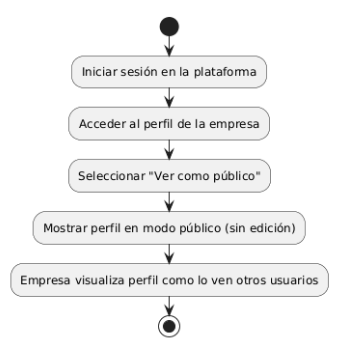 Iniciar sesión en la plataforma
Acceder al perfil de la empresa
Seleccionar "Ver como público"
Mostrar perfil en modo público (sin edición)
Empresa visualiza perfil como lo ven otros usuarios